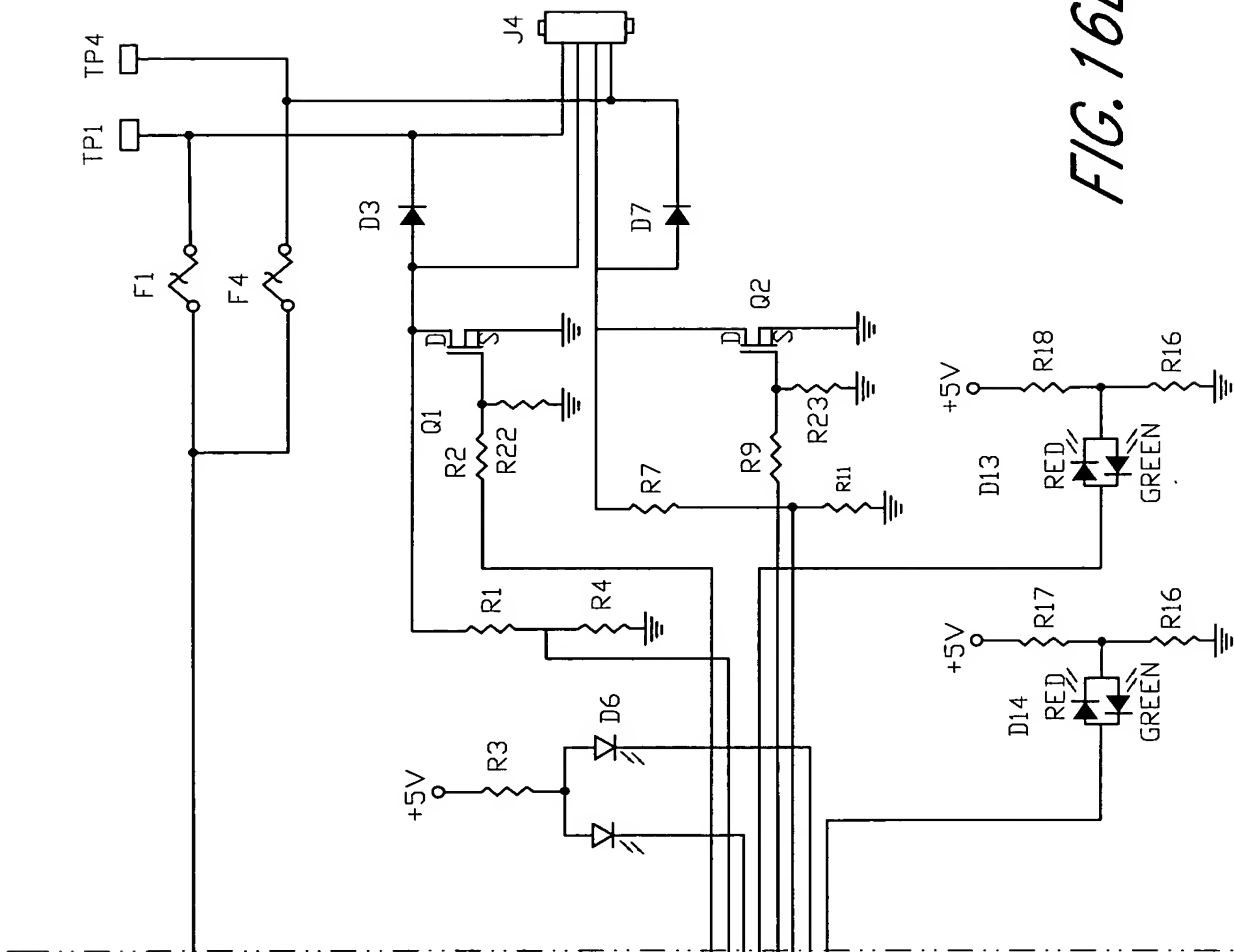 TP4
TP1
J4
F1
F4
D3
D7
Q1
D
S
R2
R22
Q2
D
S
R9
R23
R7
R11
R1
R4
+5V
R3
D6
+5V
R18
R16
D13
RED
GREEN
+5V
R17
R16
D14
RED
GREEN
FIG. 16